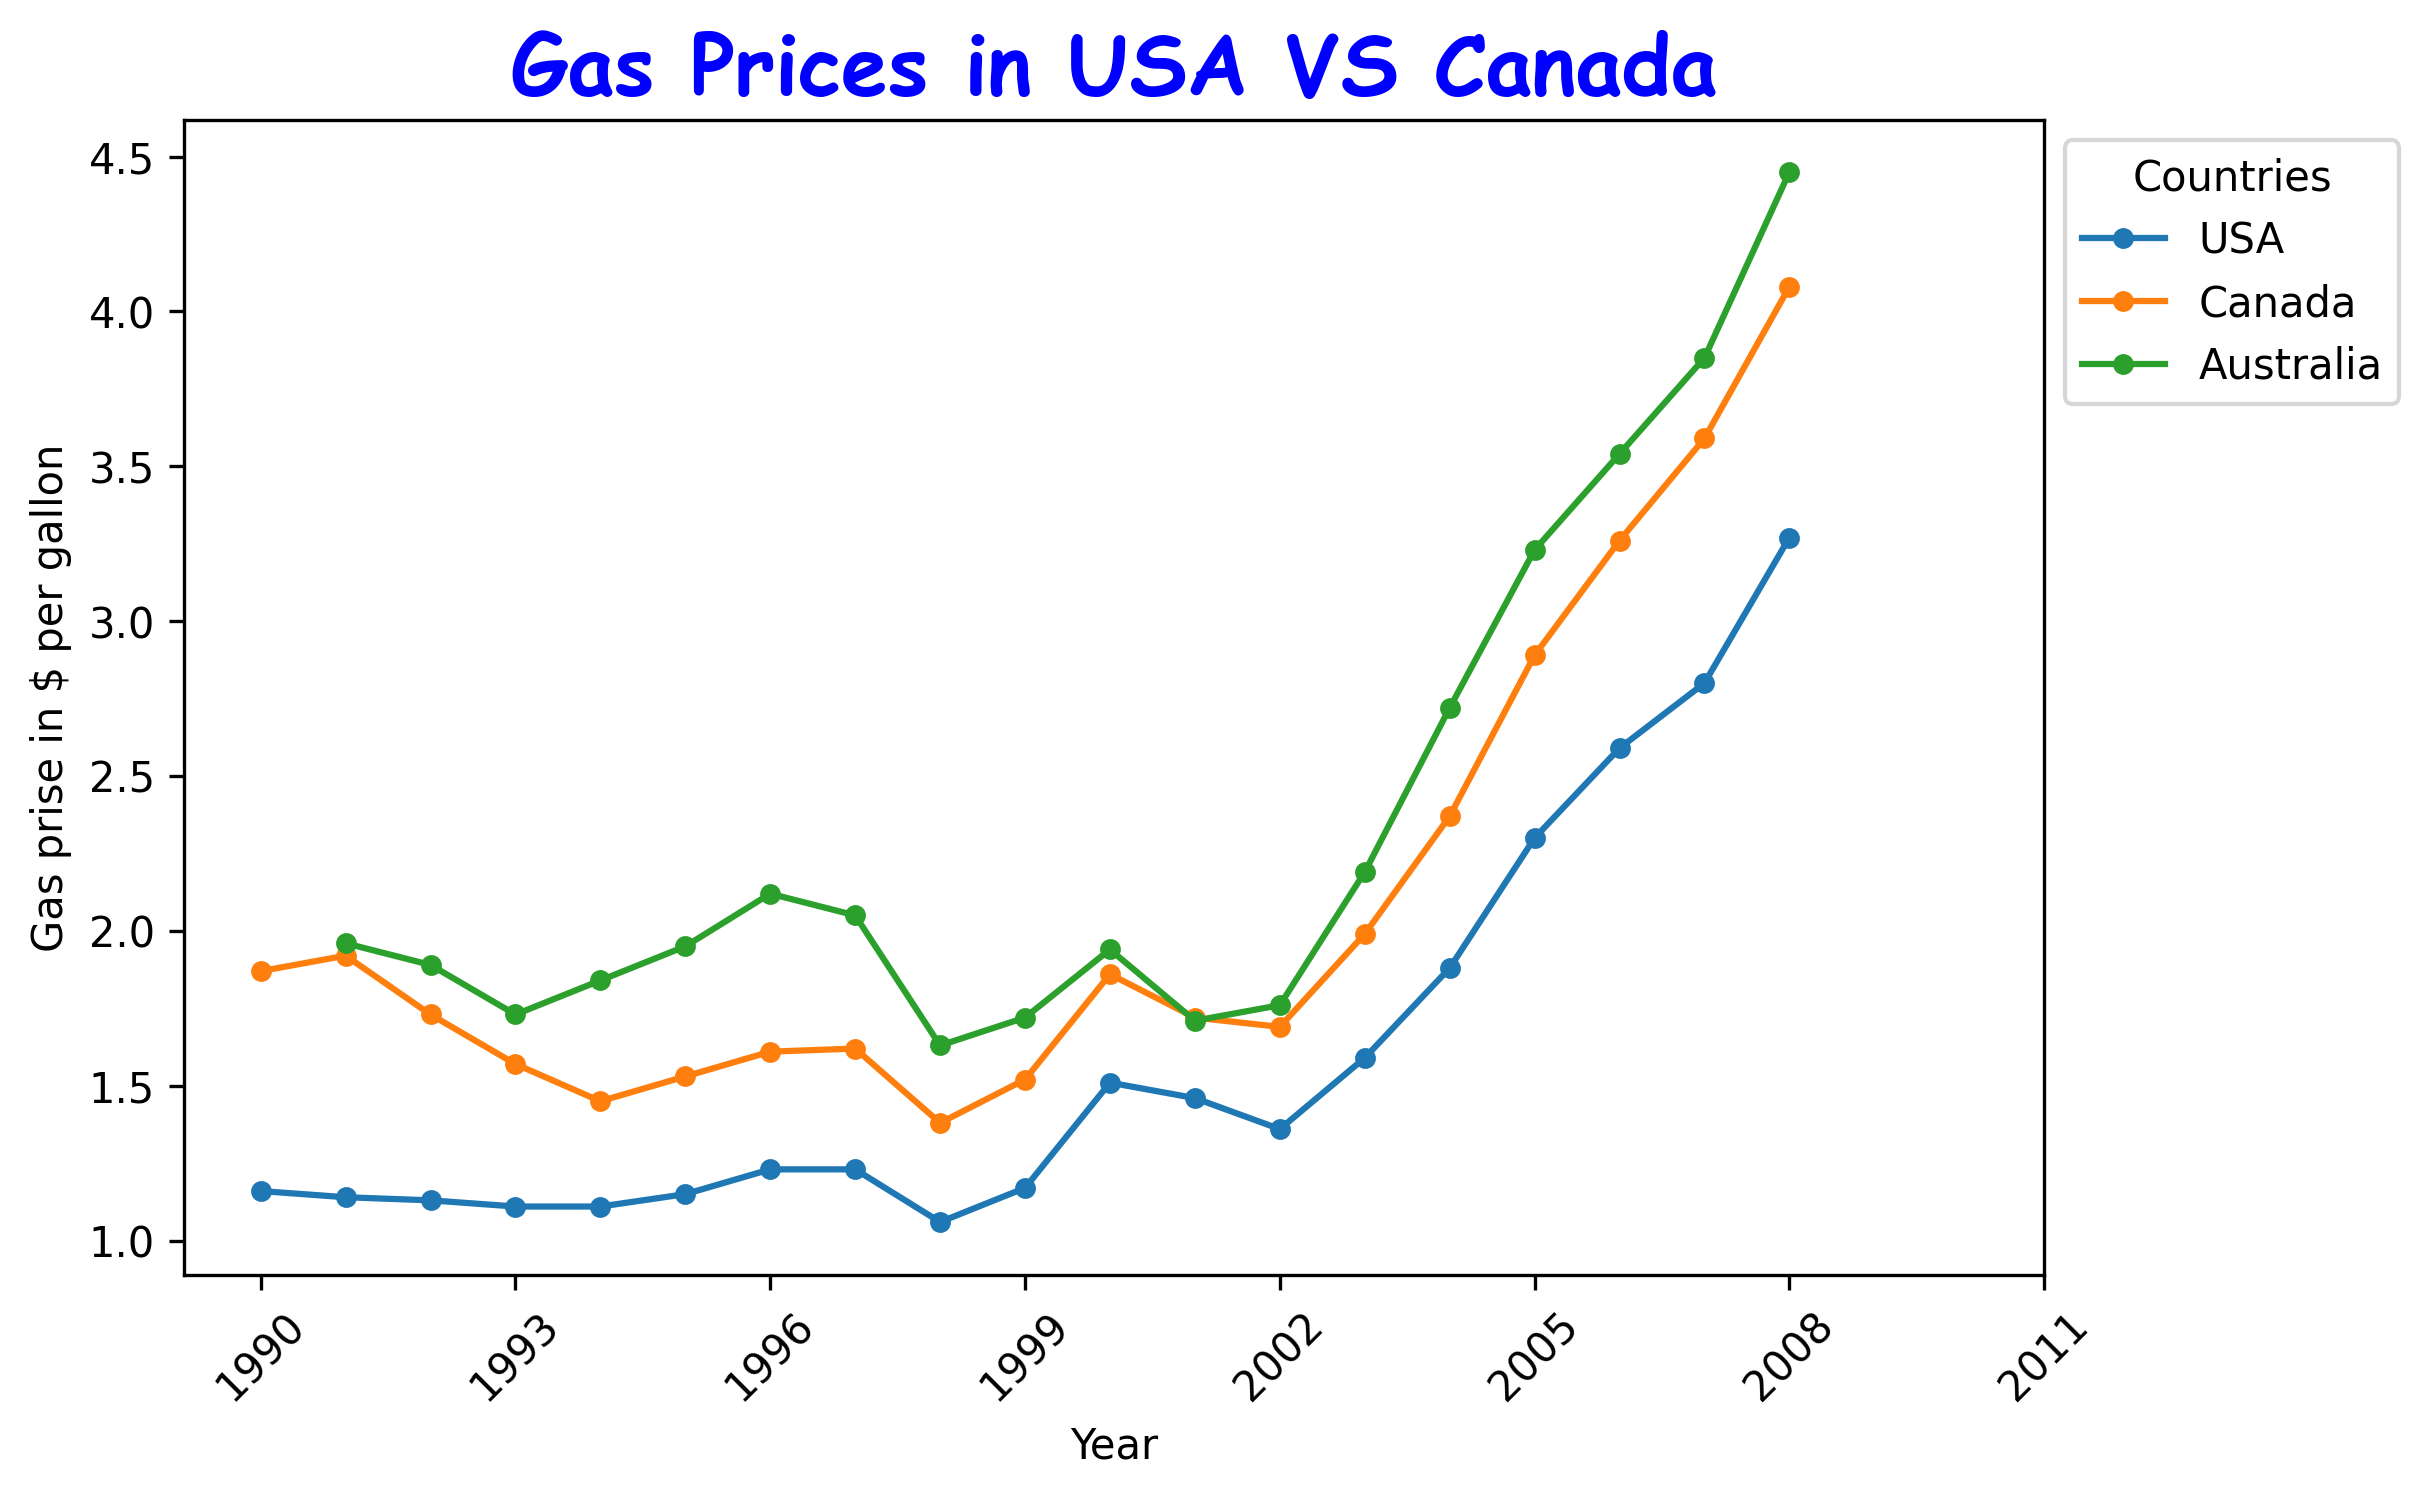 Gas Prices in USA VS Canada
4.5
4.0
3.5
3.0
2.5
2.0
1.5
1.0
Gas prise in $ per gallon
Countries
USA
Canada
Australia
1990 1993 1996 1999 2002 2005 2008 2011
Year